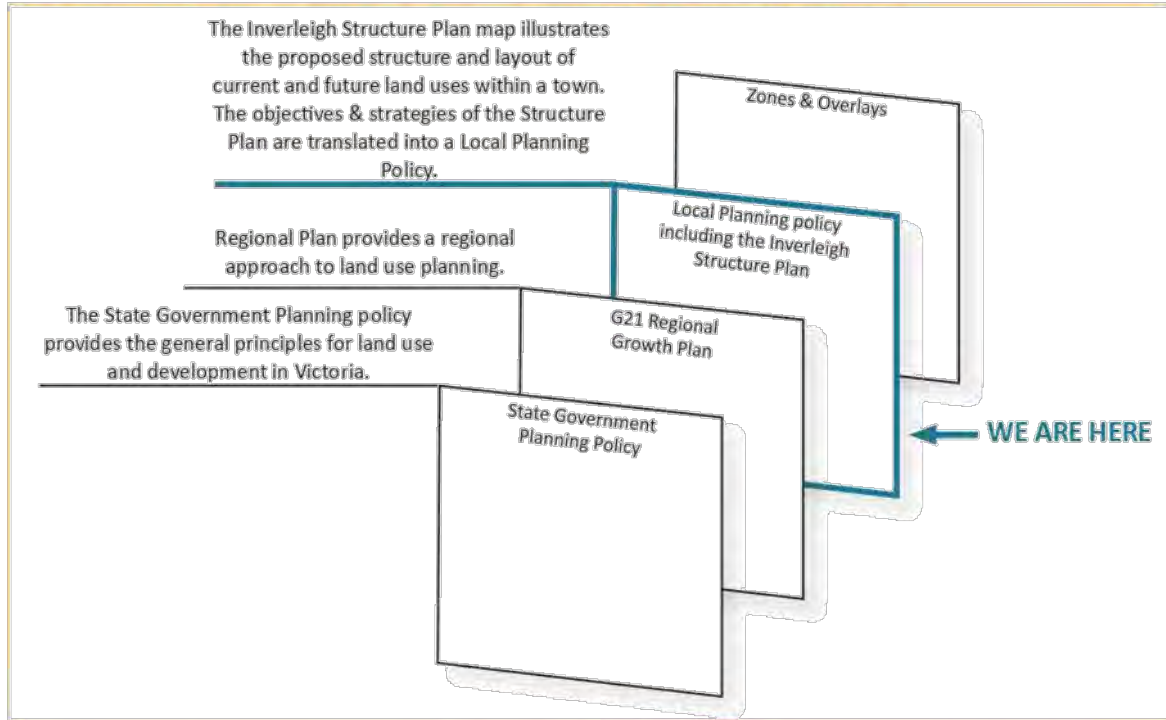 The Inverleigh Structure Plan map illustrates
the proposed structure and layout of
current and future land uses within a town.
The objectives & strategies of the Structure
Plan are translated into a Local Planning
Policy.
Zones & Overlays
Local Planning policy
including the Inverleigh
Structure Plan
Regional Plan provides a regional
approach to land use planning.
G21 Regional
Growth Plan
The State Government Planning policy
provides the general principles for land use
and development in Victoria.
State Government
Planning Policy
WE ARE HERE